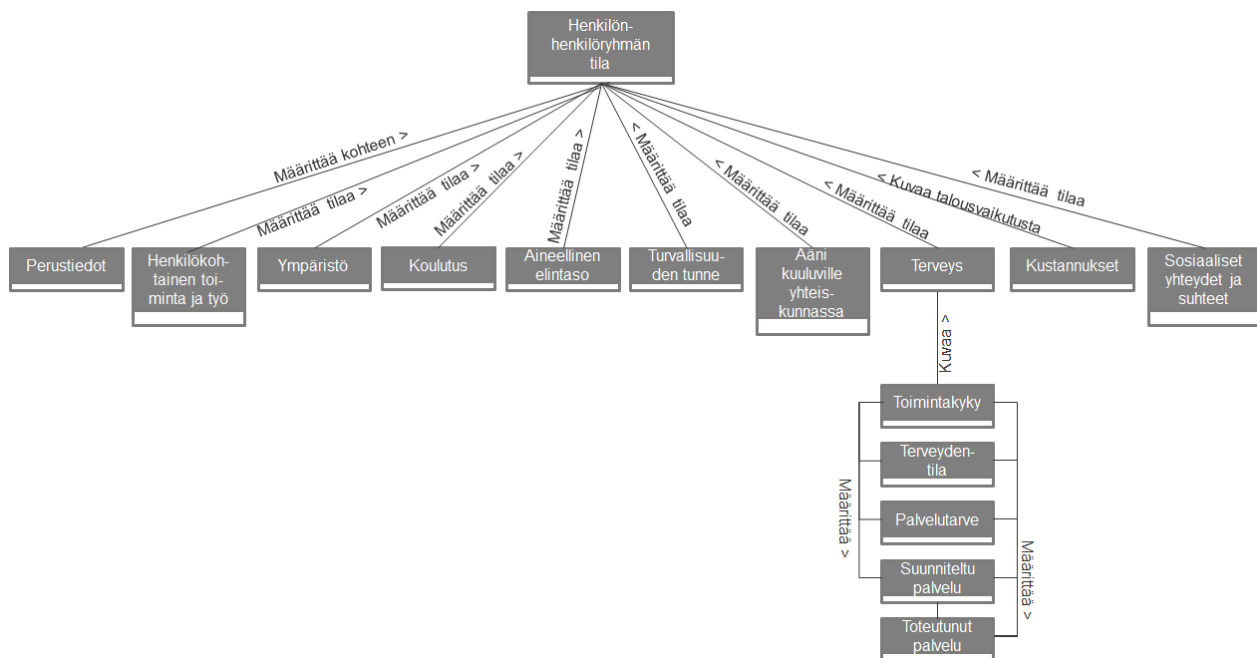 Henkilön-
henkilöryhmän
tila
Määrittää kohteen >
Määrittää tilaa >
Määrittää tilaa >
Määrittää tilaa >
Määrittää tilaa >
< Määrittää tilaa
< Määrittää tilaa
< Määrittää tilaa
< Kuvaa talousvaikutusta
< Määrittää tilaa
Perustiedot
Henkilökoh-
tainen toi-
minta ja työ
Ympäristö
Koulutus
Aineellinen
elintaso
Turvallisuu-
den tunne
Ääni
kuuluville
yhteis-
kunnassa
Terveys
Kustannukset
Sosiaaliset
yhteydet ja
suhteet
Kuvaa >
Toimintakyky
Terveyden-
tila
Määrittää >
Palvelutarve
Määrittää >
Suunniteltu
palvelu
Toteutunut
palvelu